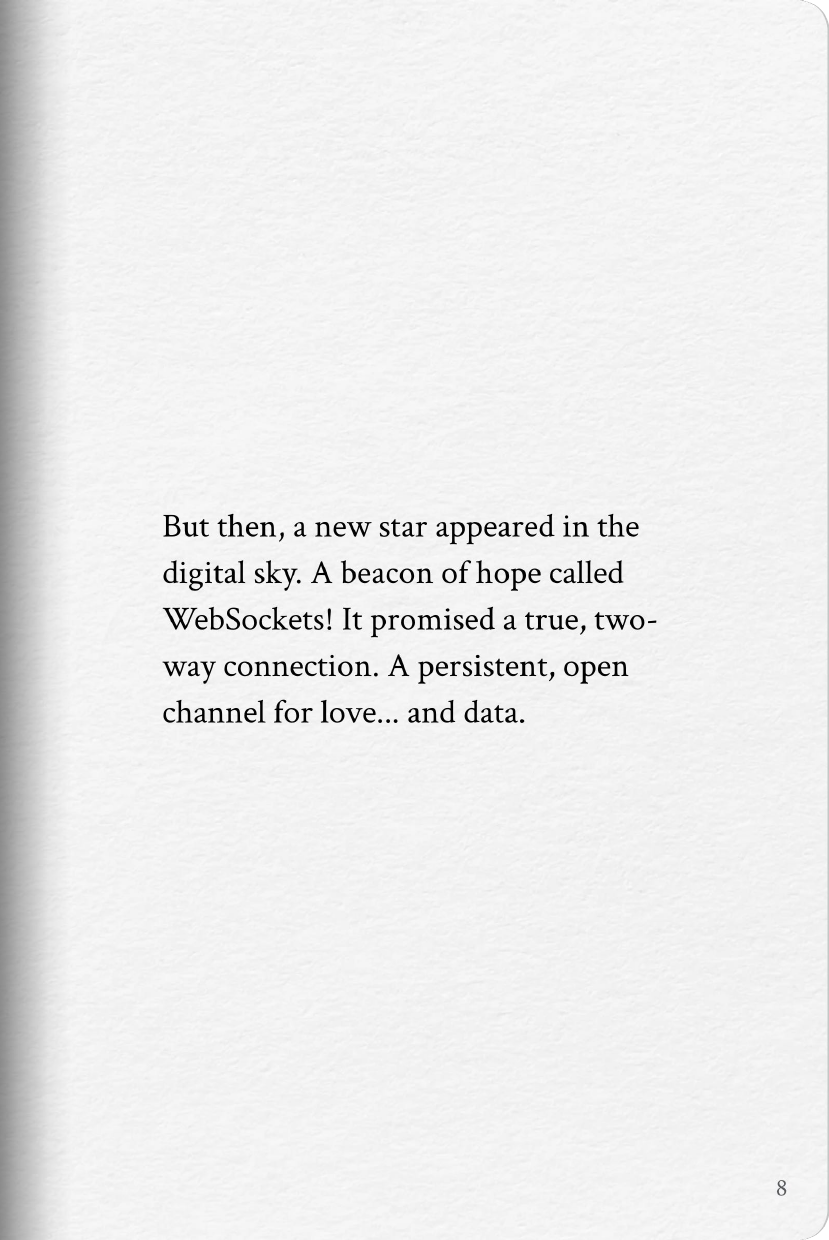 But then, a new star appeared in the
digital sky. A beacon of hope called
WebSockets! It promised a true, two-
way connection. A persistent, open
channel for love... and data.
8